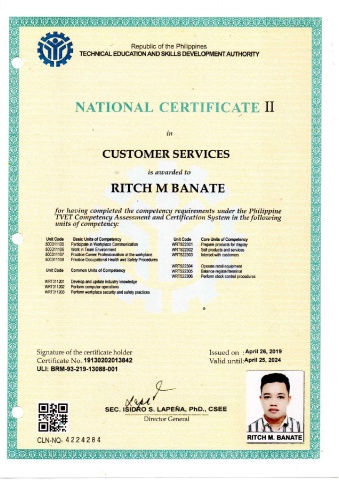 Republic of the Philippines
TECHNICAL EDUCATION AND SKILLS DEVELOPMENT AUTHORITY
NATIONAL CERTIFICATE II
in
CUSTOMER SERVICES
is awarded to
RITCH M BANATE
for having completed the competency requirements under the Philippine
TVET Competency Assessment and Certification System in the following
units of competency:
Unit Code Basic Units of Competency
500311105 Participate in Workplace Communication
500311106 Work in Team Environment
500311107 Practice Career Professionalism in the workplace
500311108 Practice Occupational Health and Safety Procedures
Unit Code Common Units of Competency
WRT311201 Develop and update industry knowledge
WRT311202 Perform computer operations
WRT311203 Perform workplace security and safety practices
Unit Code Core Units of Competency
WRT522301 Prepare products for display
WRT522302 Sell products and services
WRT522303 Interact with customers
WRT522304 Operate retail equipment
WRT522305 Balance register/terminal
WRT522306 Perform stock control procedures
Signature of the certificate holder
Certificate No. 19130202013842
ULI: BRM-93-219-13088-001
Issued on : April 26, 2019
Valid until: April 25, 2024
SEC. ISIDRO S. LAPEÑA, PhD., CSEE
Director General
CLN-NQ- 4224284
RITCH M. BANATE